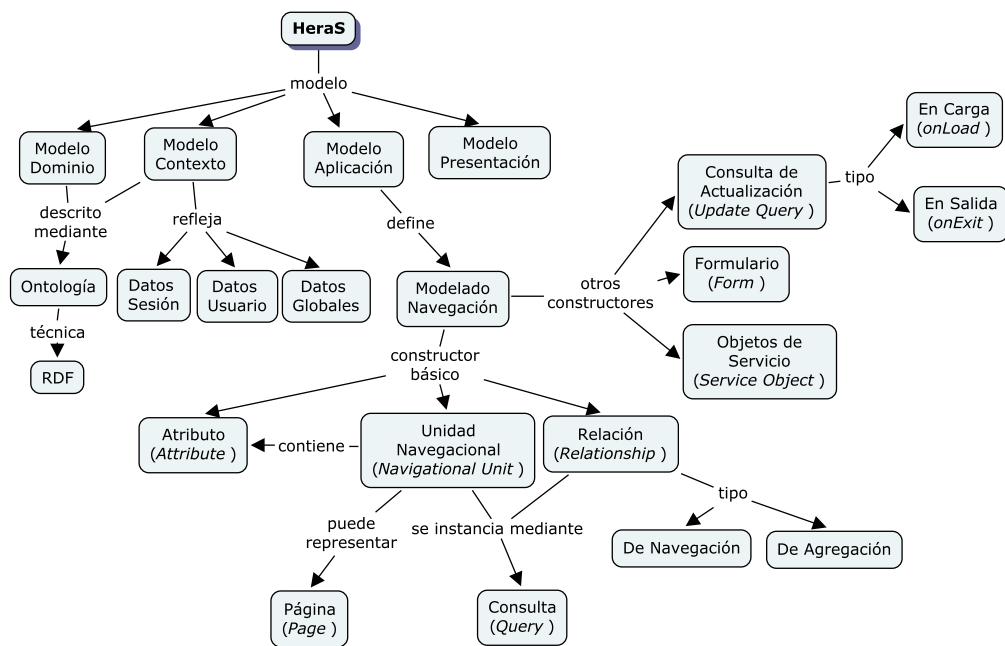 HeraS
modelo
Modelo
Dominio
Modelo
Contexto
Modelo
Aplicación
Modelo
Presentación
En Carga
(onLoad )
Consulta de
Actualización
(Update Query )
tipo
En Salida
(onExit )
descrito
mediante
refleja
define
Ontología
Datos
Sesión
Datos
Usuario
Datos
Globales
Modelado
Navegación
otros
constructores
Formulario
(Form )
técnica
RDF
constructor
básico
Objetos de
Servicio
(Service Object )
Atributo
(Attribute )
contiene
Unidad
Navegacional
(Navigational Unit )
Relación
(Relationship )
puede
representar
se instancia mediante
tipo
De Navegación
De Agregación
Página
(Page )
Consulta
(Query )